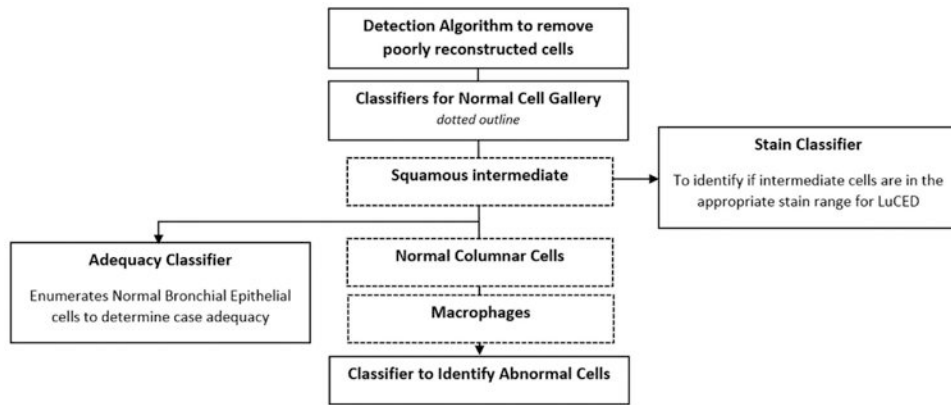 Detection Algorithm to remove
poorly reconstructed cells
Classifiers for Normal Cell Gallery
dotted outline
Squamous intermediate
Stain Classifier
To identify if intermediate cells are in the
appropriate stain range for LuCED
Adequacy Classifier
Enumerates Normal Bronchial Epithelial
cells to determine case adequacy
Normal Columnar Cells
Macrophages
Classifier to Identify Abnormal Cells